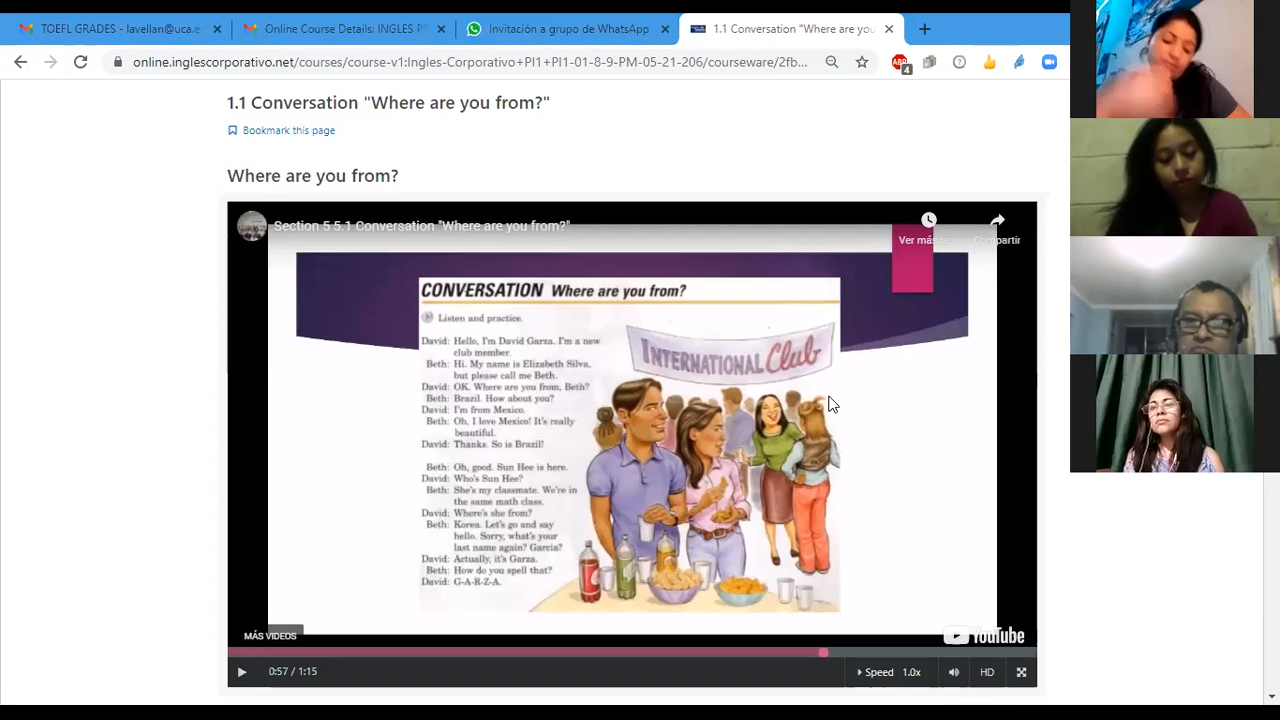 TOEFL GRADES - lavellan@uca.e
Online Course Details: INGLES PR
Invitación a grupo de WhatsApp
1.1 Conversation "Where are you
online.inglescorporativo.net/courses/course-v1:Ingles-Corporativo+PI1+PI1-01-8-9-PM-05-21-206/courseware/2fb...
ABP
4
1.1 Conversation "Where are you from?"
Bookmark this page
Where are you from?
Section 5 5.1 Conversation "Where are you from?"
Ver más
Compartir
CONVERSATION Where are you from?
Listen and practice.
INTERNATIONAL Club
David: Hello, I'm David Garza. I'm a new
club member.
Beth: Hi. My name is Elizabeth Silva,
but please call me Beth.
David: OK. Where are you from, Beth?
Beth: Brazil. How about you?
David: I'm from Mexico.
Beth: Oh, I love Mexico! It's really
beautiful.
David: Thanks. So is Brazil!
Beth: Oh, good. Sun Hee is here.
David: Who's Sun Hee?
Beth: She's my classmate. We're in
the same math class.
David: Where's she from?
Beth: Korea. Let's go and say
hello. Sorry, what's your
last name again? Garcia?
David: Actually, it's Garza.
Beth: How do you spell that?
David: G-A-R-Z-A.
MÁS VIDEOS
YouTube
0:57 / 1:15
Speed 1.0x
HD